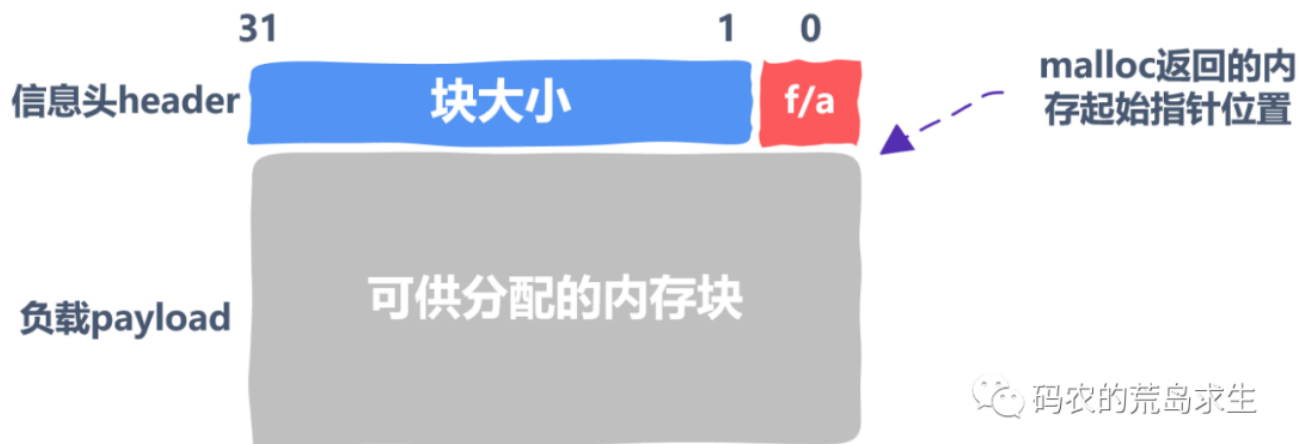 31 1 0
信息头header 块大小 f/a
malloc返回的内
存起始指针位置
负载payload 可供分配的内存块
码农的荒岛求生